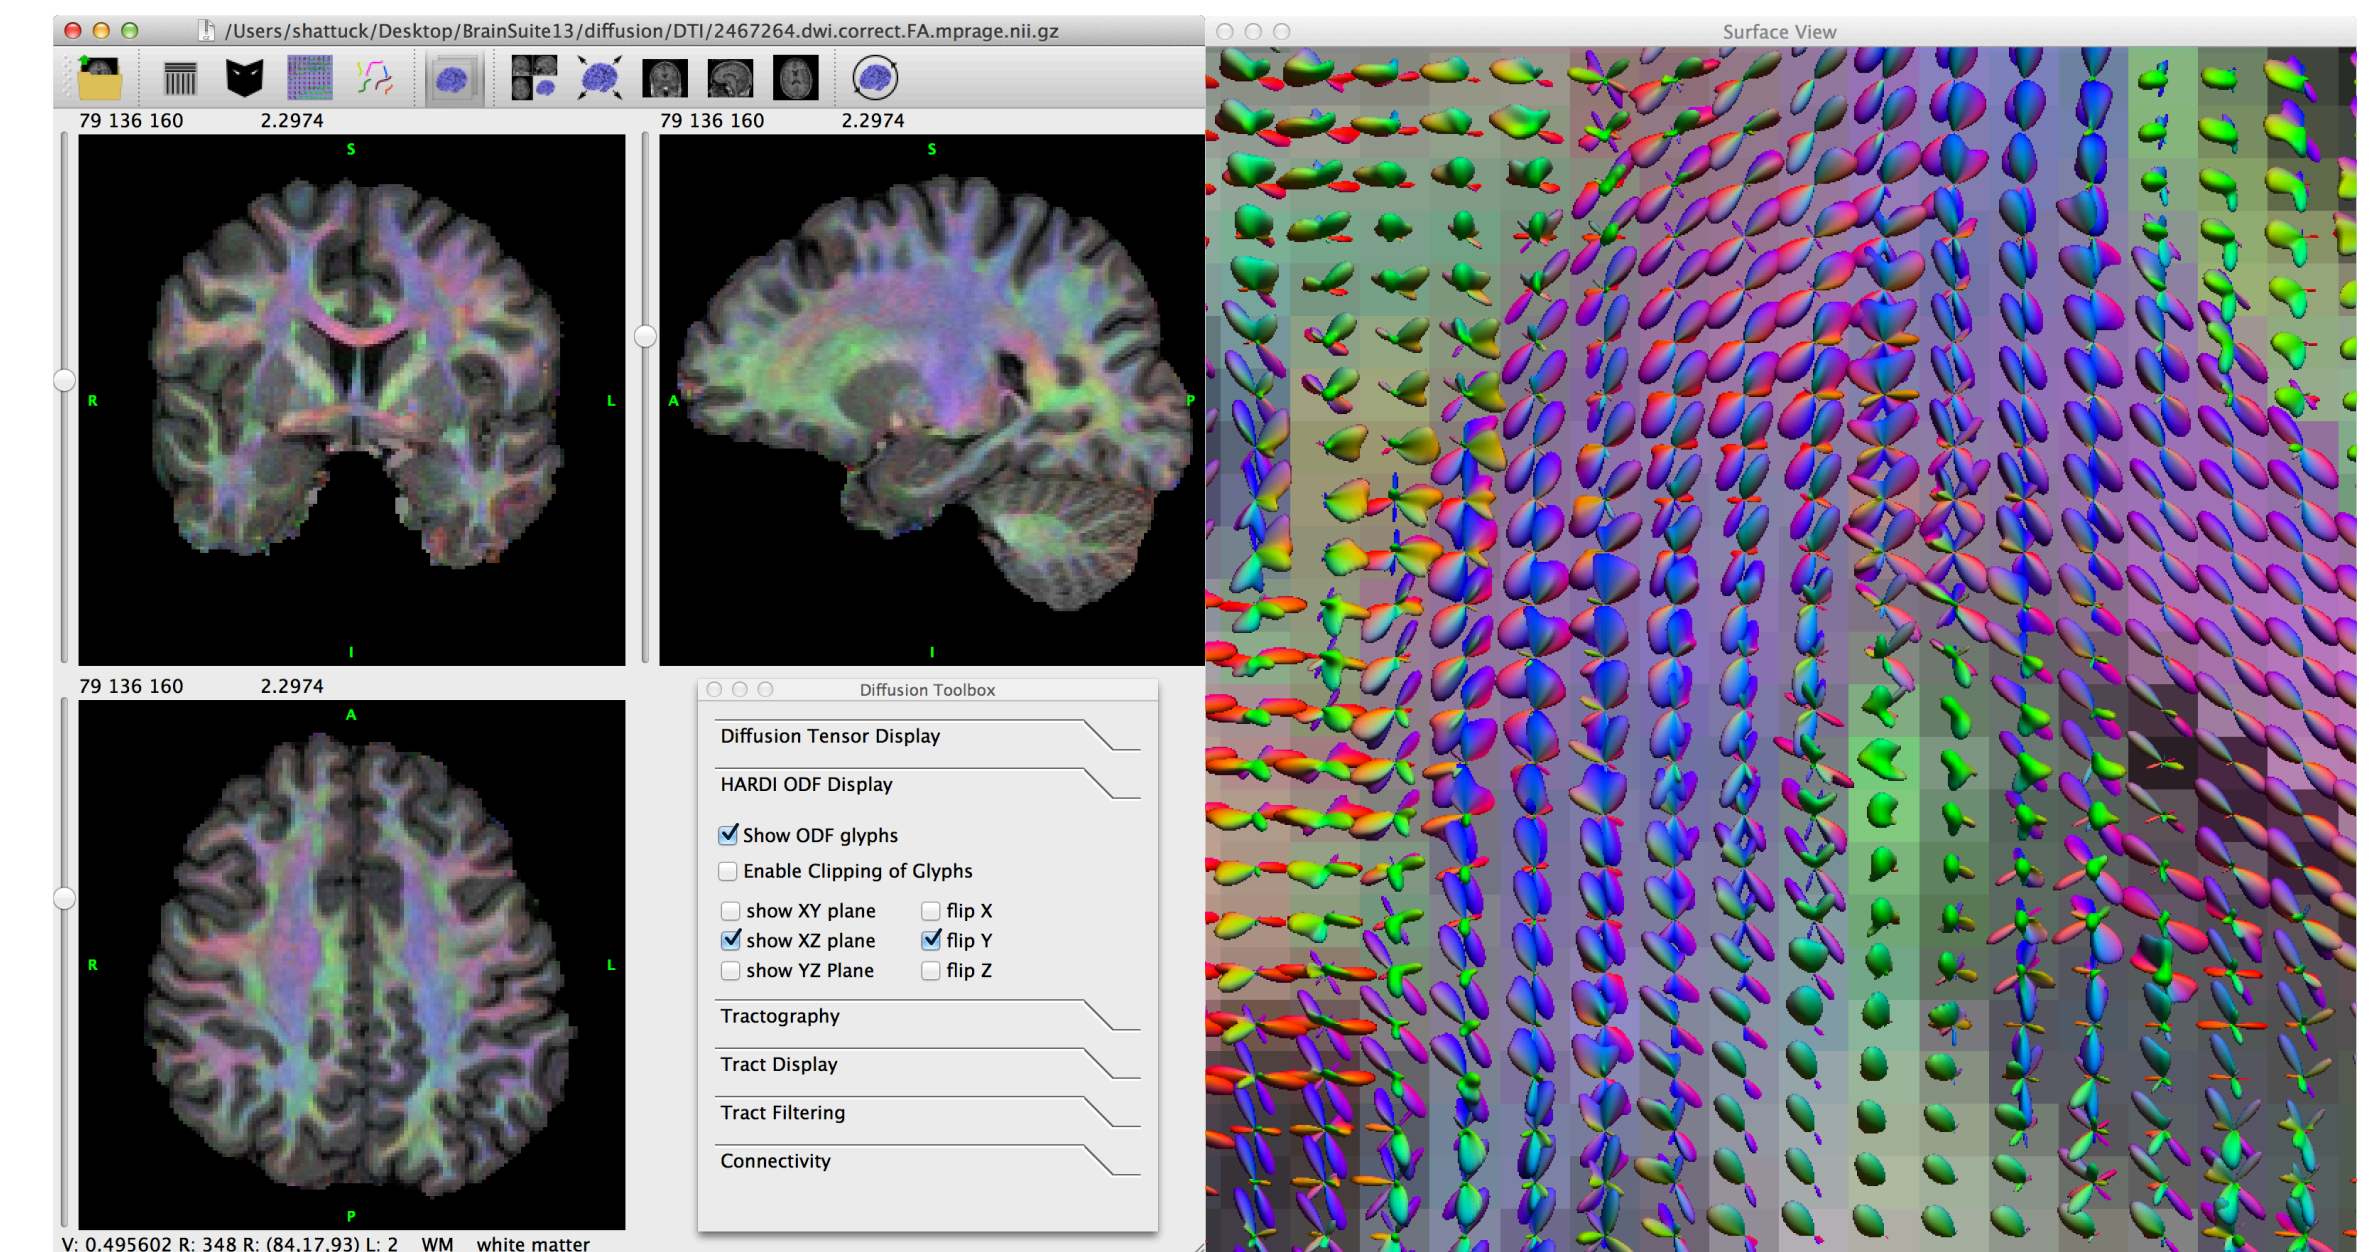 /Users/shattuck/Desktop/BrainSuite13/diffusion/DTI/2467264.dwi.correct.FA.mprage.nii.gz
Surface View
79 136 160 2.2974
S
R
L
I
79 136 160 2.2974
S
A
P
I
79 136 160 2.2974
A
R
L
P
Diffusion Toolbox
Diffusion Tensor Display
HARDI ODF Display
Show ODF glyphs
Enable Clipping of Glyphs
show XY plane flip X
show XZ plane flip Y
show YZ Plane flip Z
Tractography
Tract Display
Tract Filtering
Connectivity
V: 0.495602 R: 348 R: (84,17,93) L: 2 WM white matter